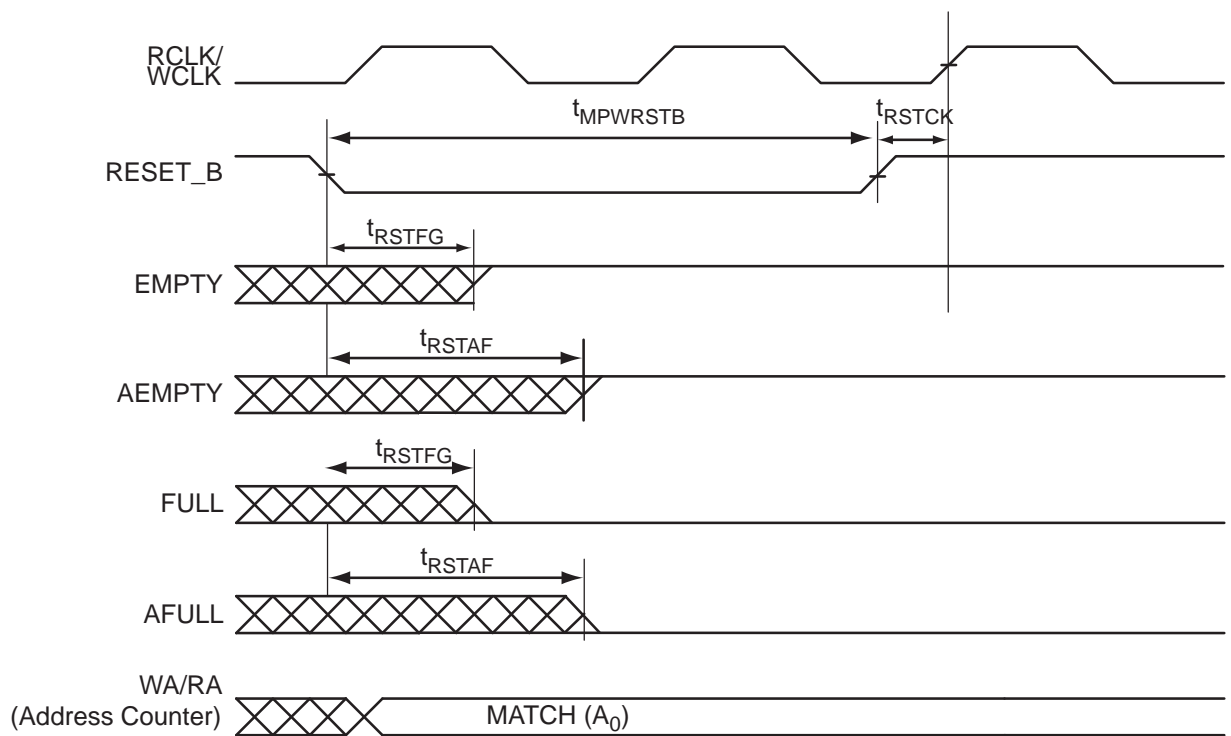 RCLK/
WCLK
tMPWRSTB
tRSTCK
RESET_B
tRSTFG
EMPTY
tRSTAF
AEMPTY
tRSTFG
FULL
tRSTAF
AFULL
WA/RA
(Address Counter)
MATCH (A0)